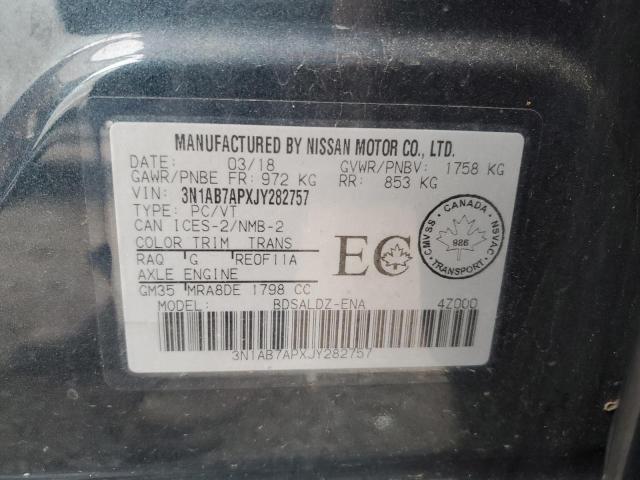 MANUFACTURED BY NISSAN MOTOR CO., LTD.
DATE: 03/18 GVWR/PNBV: 1758 KG
GAWR/PNBE FR: 972 KG RR: 853 KG
VIN: 3N1AB7APXJY282757
TYPE: PC/VT
CAN ICES-2/NMB-2
COLOR TRIM TRANS
RAQ G RE0F11A
AXLE ENGINE
GM35 MRA8DE 1798 CC
MODEL: BDSALDZ-ENA 4Z000
3N1AB7APXJY282757
EC
CANADA
CMVSS NSVAC
986
TRANSPORT